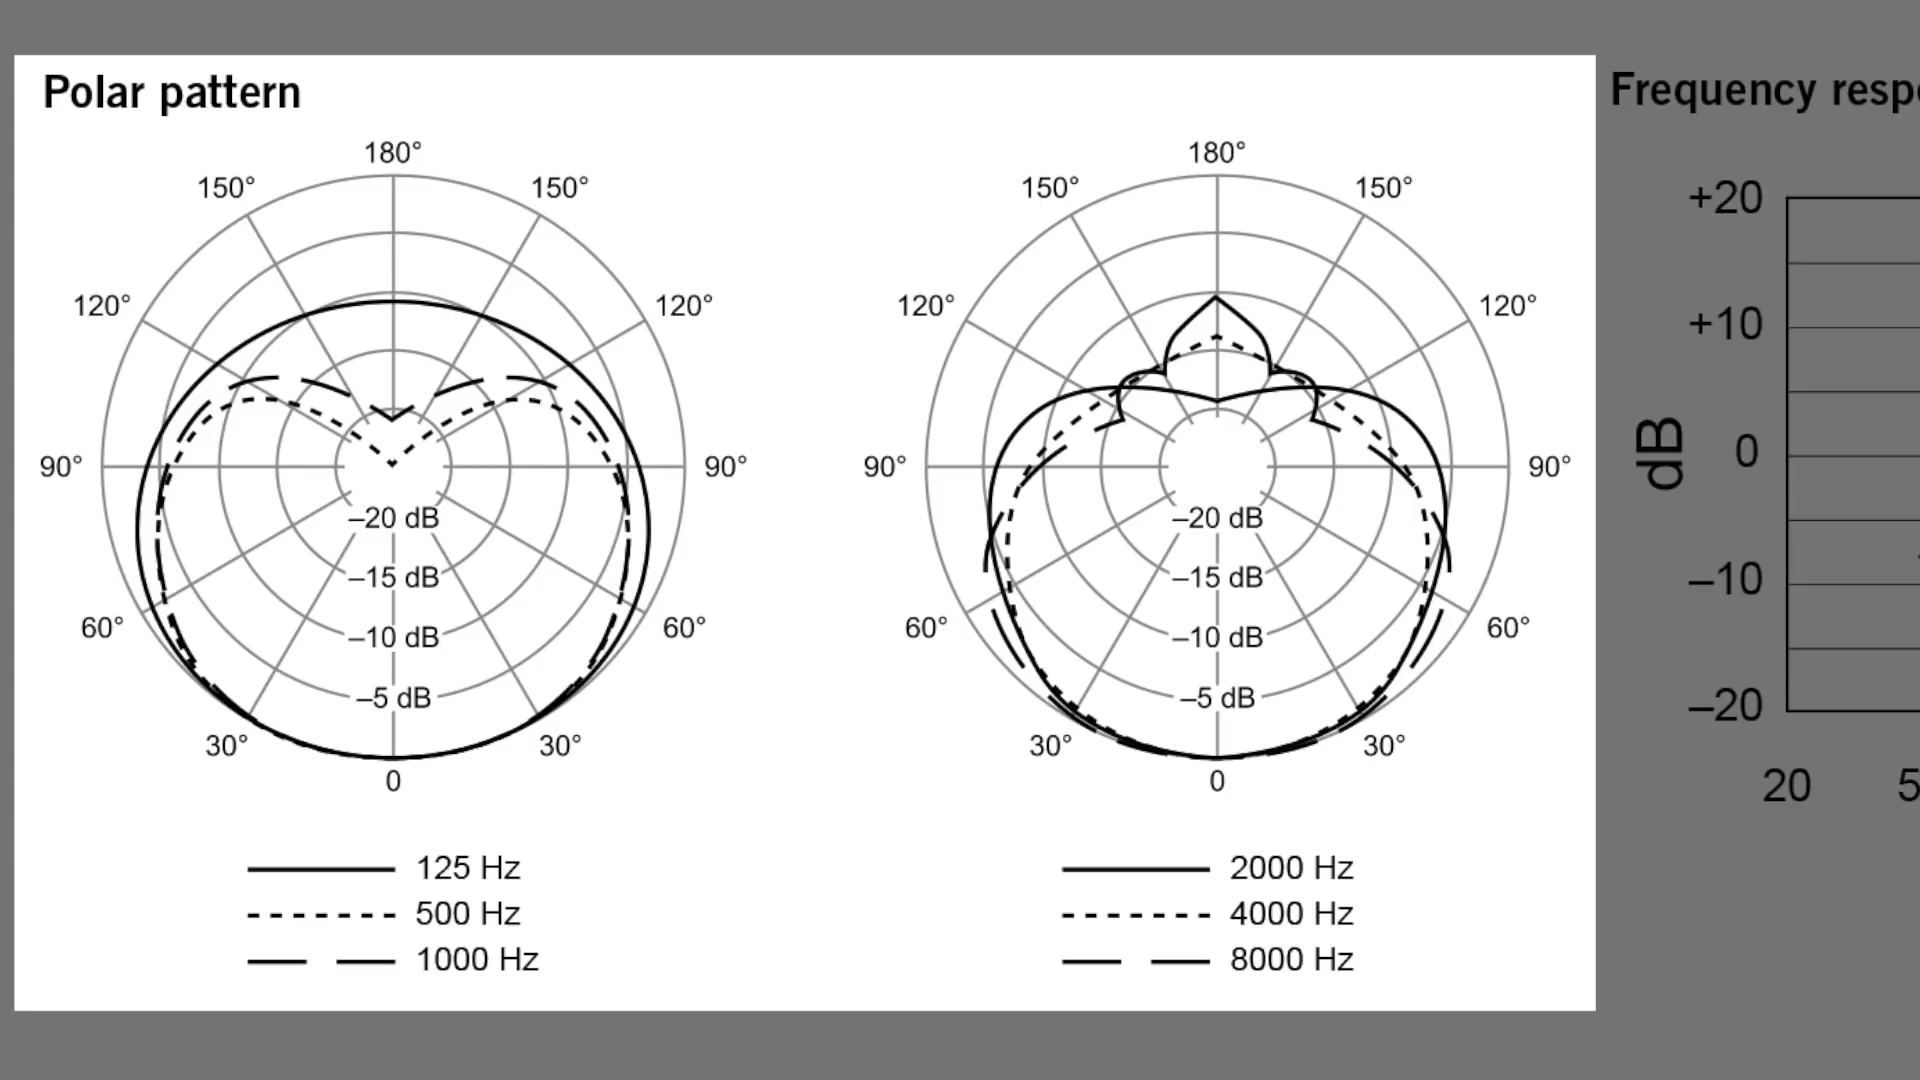 Polar pattern
180°
150° 150°
120° 120°
90° 90°
–20 dB
–15 dB
60° 60°
–10 dB
–5 dB
30° 30°
0
125 Hz
500 Hz
1000 Hz
180°
150° 150°
120° 120°
90° 90°
–20 dB
–15 dB
60° 60°
–10 dB
–5 dB
30° 30°
0
2000 Hz
4000 Hz
8000 Hz
Frequency resp
dB
+20
+10
0
–10
–20
20 5